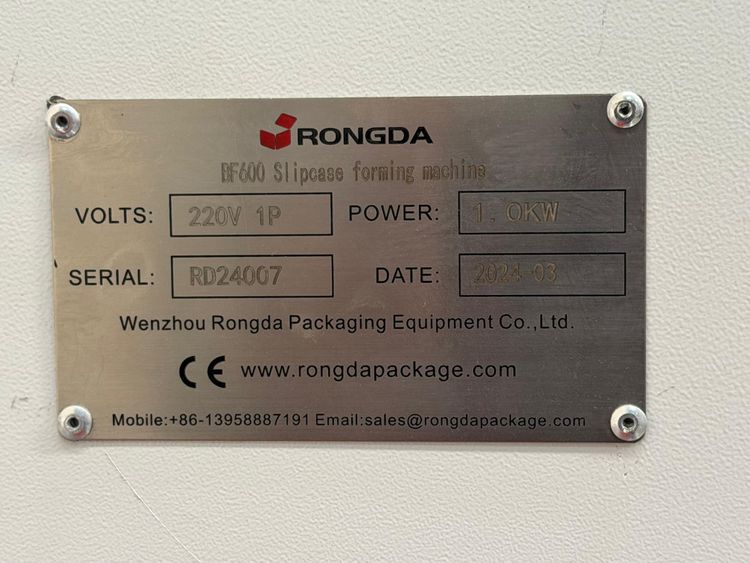 RONGDA
BF600 Slipcase forming machine
VOLTS: 220V 1P POWER: 1.0KW
SERIAL: RD24007 DATE: 2024-03
Wenzhou Rongda Packaging Equipment Co.,Ltd.
CE www.rongdapackage.com
Mobile:+86-13958887191 Email:sales@rongdapackage.com